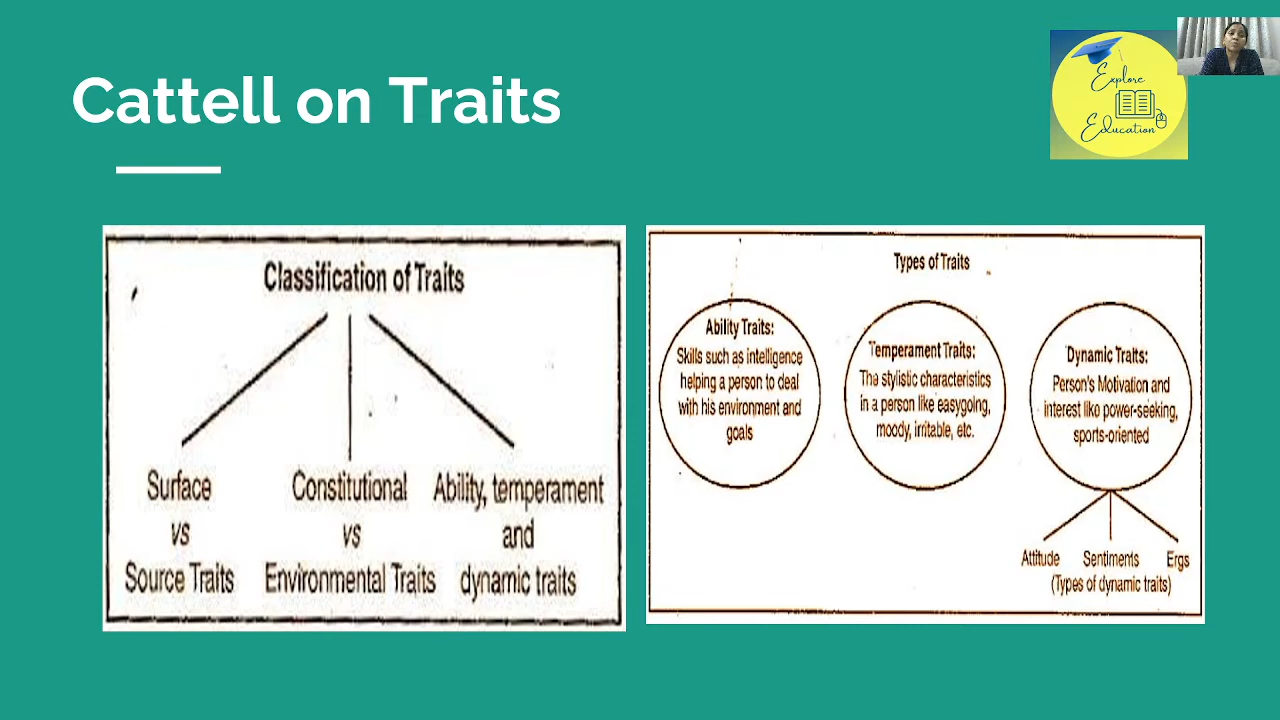 Cattell on Traits
Explore
Education
Classification of Traits
Surface
vs
Source Traits
Constitutional
vs
Environmental Traits
Ability, temperament
and
dynamic traits
Types of Traits
Ability Traits:
Skills such as intelligence
helping a person to deal
with his environment and
goals
Temperament Traits:
The stylistic characteristics
in a person like easygoing,
moody, irritable, etc.
Dynamic Traits:
Person's Motivation and
interest like power-seeking,
sports-oriented
Attitude
Sentiments
Ergs
(Types of dynamic traits)